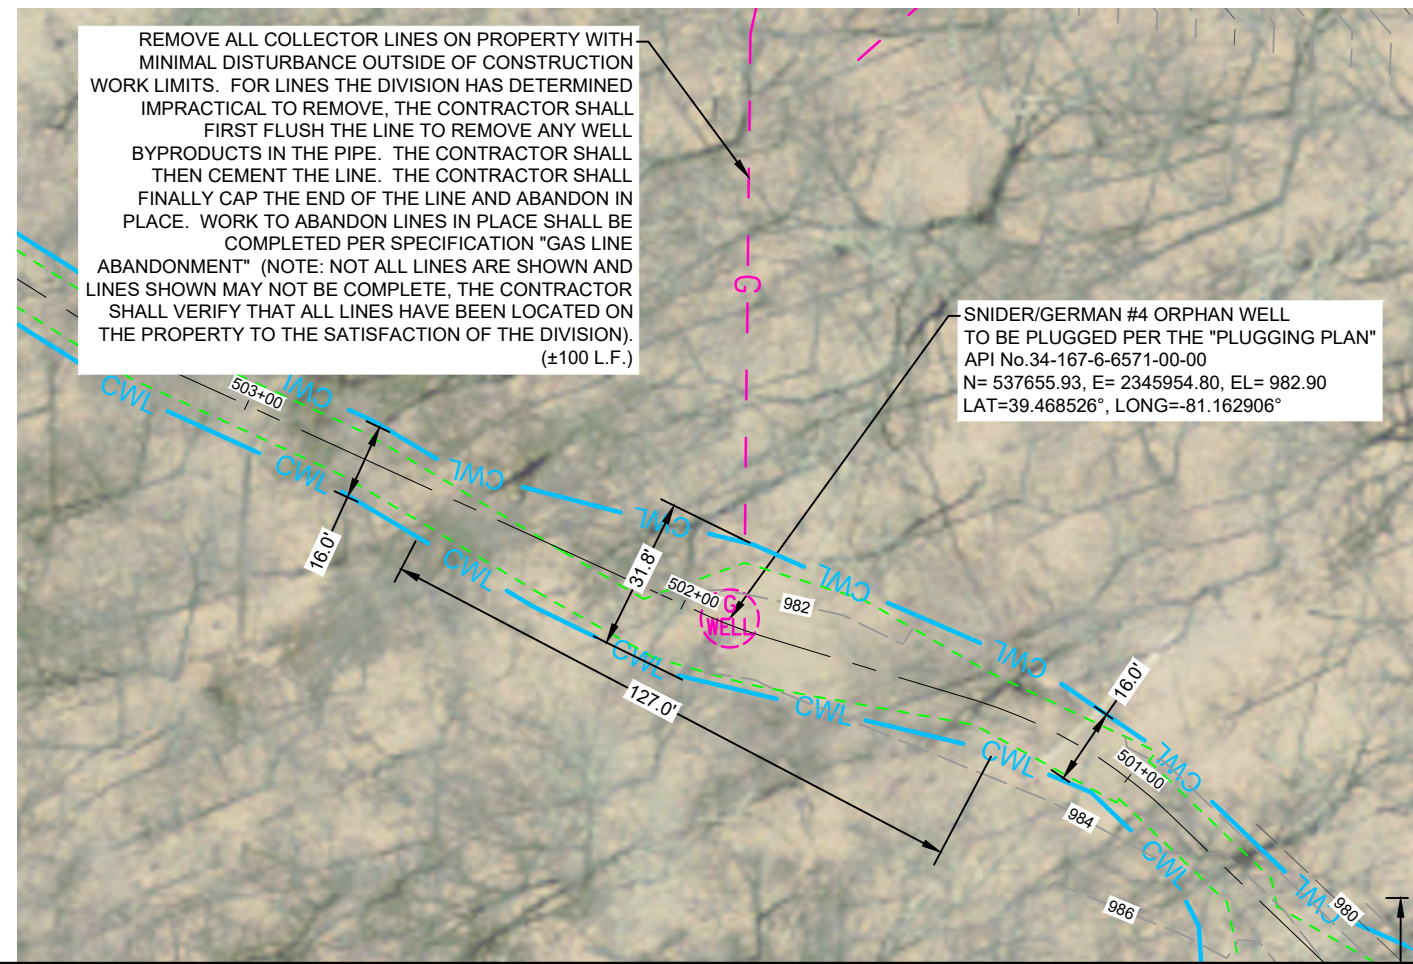 REMOVE ALL COLLECTOR LINES ON PROPERTY WITH
MINIMAL DISTURBANCE OUTSIDE OF CONSTRUCTION
WORK LIMITS. FOR LINES THE DIVISION HAS DETERMINED
IMPRACTICAL TO REMOVE, THE CONTRACTOR SHALL
FIRST FLUSH THE LINE TO REMOVE ANY WELL
BYPRODUCTS IN THE PIPE. THE CONTRACTOR SHALL
THEN CEMENT THE LINE. THE CONTRACTOR SHALL
FINALLY CAP THE END OF THE LINE AND ABANDON IN
PLACE. WORK TO ABANDON LINES IN PLACE SHALL BE
COMPLETED PER SPECIFICATION "GAS LINE
ABANDONMENT" (NOTE: NOT ALL LINES ARE SHOWN AND
LINES SHOWN MAY NOT BE COMPLETE, THE CONTRACTOR
SHALL VERIFY THAT ALL LINES HAVE BEEN LOCATED ON
THE PROPERTY TO THE SATISFACTION OF THE DIVISION).
(±100 L.F.)
G
SNIDER/GERMAN #4 ORPHAN WELL
TO BE PLUGGED PER THE "PLUGGING PLAN"
API No.34-167-6-6571-00-00
N= 537655.93, E= 2345954.80, EL= 982.90
LAT=39.468526°, LONG=-81.162906°
CWL
503+00
CWL
CWL
CWL
16.0'
CWL
CWL
31.8'
502+00
G
WELL
982
CWL
CWL
127.0'
CWL
CWL
16.0'
CWL
501+00
CWL
984
CWL
986
CWL
980